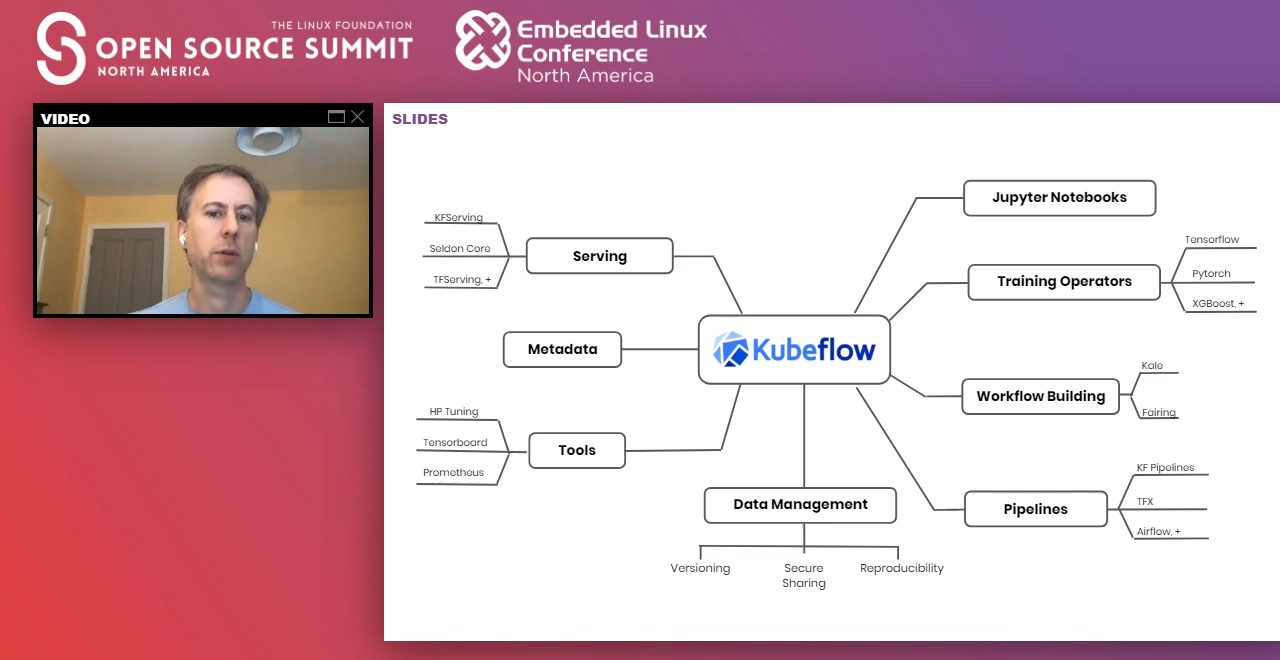 THE LINUX FOUNDATION
OPEN SOURCE SUMMIT
NORTH AMERICA
Embedded Linux
Conference
North America
VIDEO
SLIDES
KFServing
Seldon Core
TFServing, +
Serving
Metadata
HP Tuning
Tensorboard
Prometheus
Tools
Kubeflow
Data Management
Versioning
Secure
Sharing
Reproducibility
Jupyter Notebooks
Training Operators
Tensorflow
Pytorch
XGBoost, +
Workflow Building
Kale
Fairing
Pipelines
KF Pipelines
TFX
Airflow, +